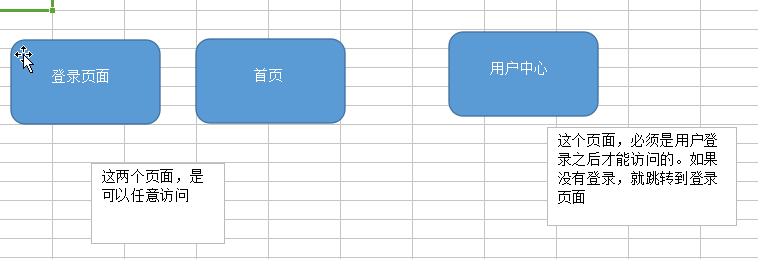 登录页面
首页
用户中心
这两个页面，是
可以任意访问
这个页面，必须是用户登
录之后才能访问的。如果
没有登录，就跳转到登录
页面